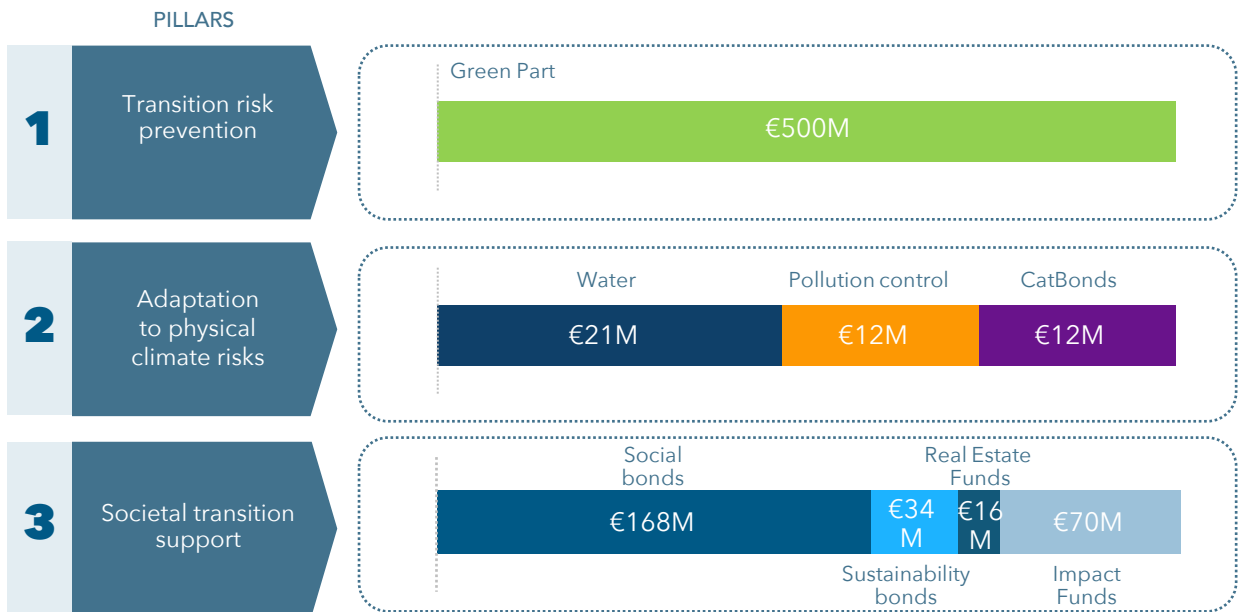 PILLARS
1
Transition risk
prevention
Green Part
€500M
2
Adaptation
to physical
climate risks
Water
Pollution control
CatBonds
€21M
€12M
€12M
3
Societal transition
support
Social
bonds
Real Estate
Funds
€168M
€34
M
€16
M
€70M
Sustainability
bonds
Impact
Funds